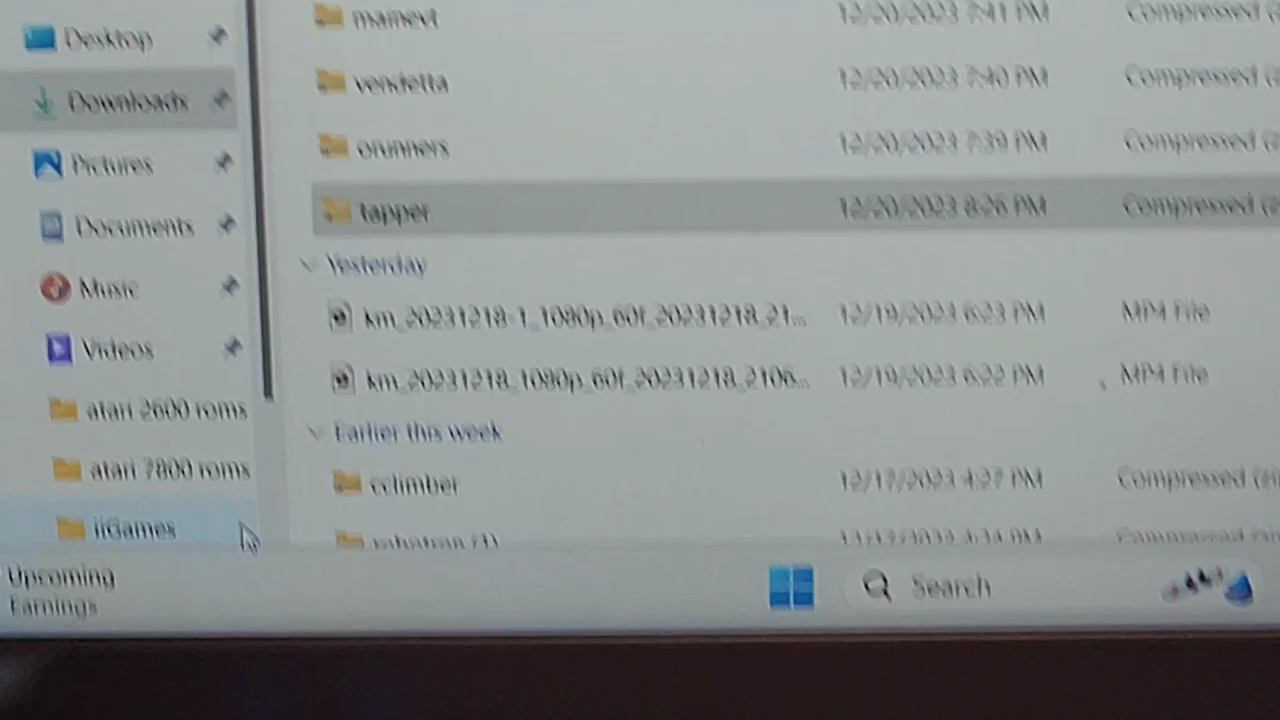 Desktop
Downloads
Pictures
Documents
Music
Videos
atari 2600 roms
atari 7800 roms
iiGames
mainevt 12/20/2023 7:41 PM Compressed
vendetta 12/20/2023 7:40 PM Compressed
orunners 12/20/2023 7:39 PM Compressed
tapper 12/20/2023 8:26 PM Compressed
Yesterday
km_20231218-1_1080p_60f_20231218_21... 12/19/2023 6:23 PM MP4 File
km_20231218_1080p_60f_20231218_2106... 12/19/2023 6:22 PM MP4 File
Earlier this week
cclimber 12/17/2023 4:27 PM Compressed
Upcoming
Earnings
Search